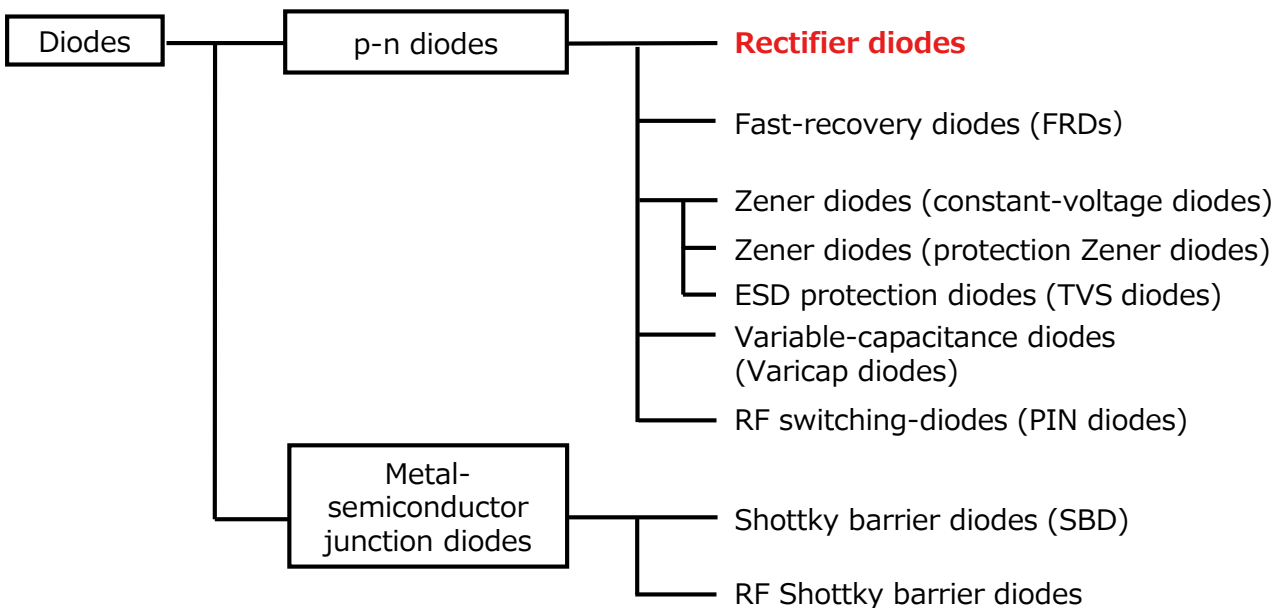 Diodes
p-n diodes
Rectifier diodes
Fast-recovery diodes (FRDs）
Zener diodes (constant-voltage diodes)
Zener diodes (protection Zener diodes)
ESD protection diodes (TVS diodes)
Variable-capacitance diodes
(Varicap diodes)
RF switching-diodes (PIN diodes)
Metal-
semiconductor
junction diodes
Shottky barrier diodes (SBD)
RF Shottky barrier diodes